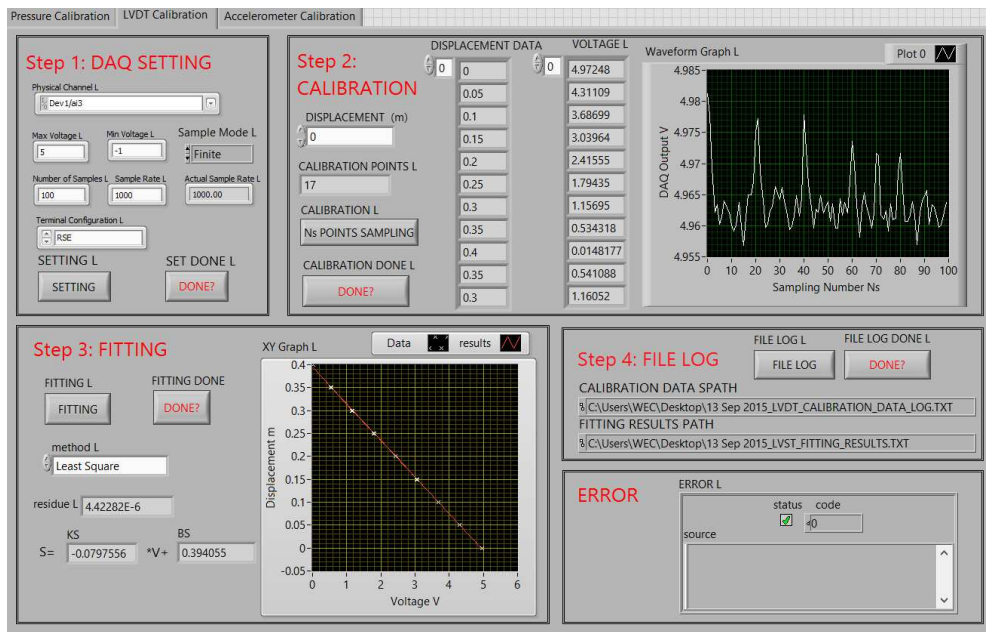 Pressure Calibration LVDT Calibration Accelerometer Calibration
Step 1: DAQ SETTING
Physical Channel L
Dev1/ai3
Max Voltage L Min Voltage L Sample Mode L
5 -1 Finite
Number of Samples L Sample Rate L Actual Sample Rate L
100 1000 1000.00
Terminal Configuration L
RSE
SETTING L SET DONE L
SETTING DONE?
Step 2:
CALIBRATION
DISPLACEMENT (m)
0
CALIBRATION POINTS L
17
CALIBRATION L
Ns POINTS SAMPLING
CALIBRATION DONE L
DONE?
DISPLACEMENT DATA VOLTAGE L
0 0 0 4.97248
0.05 4.31109
0.1 3.68699
0.15 3.03964
0.2 2.41555
0.25 1.79435
0.3 1.15695
0.35 0.534318
0.4 0.0148177
0.35 0.541088
0.3 1.16052
Waveform Graph L Plot 0
DAQ Output V
4.985
4.98
4.975
4.97
4.965
4.96
4.955
0 10 20 30 40 50 60 70 80 90 100
Sampling Number Ns
Step 3: FITTING
FITTING L FITTING DONE
FITTING DONE?
method L
Least Square
residue L 4.42282E-6
KS BS
S= -0.0797556 *V+ 0.394055
XY Graph L Data results
Displacement m
0.4
0.35
0.3
0.25
0.2
0.15
0.1
0.05
0
-0.05
0 1 2 3 4 5 6
Voltage V
Step 4: FILE LOG
FILE LOG L FILE LOG DONE L
FILE LOG DONE?
CALIBRATION DATA SPATH
C:\Users\WEC\Desktop\13 Sep 2015_LVDT_CALIBRATION_DATA_LOG.TXT
FITTING RESULTS PATH
C:\Users\WEC\Desktop\13 Sep 2015_LVST_FITTING_RESULTS.TXT
ERROR
ERROR L
status code
0
source